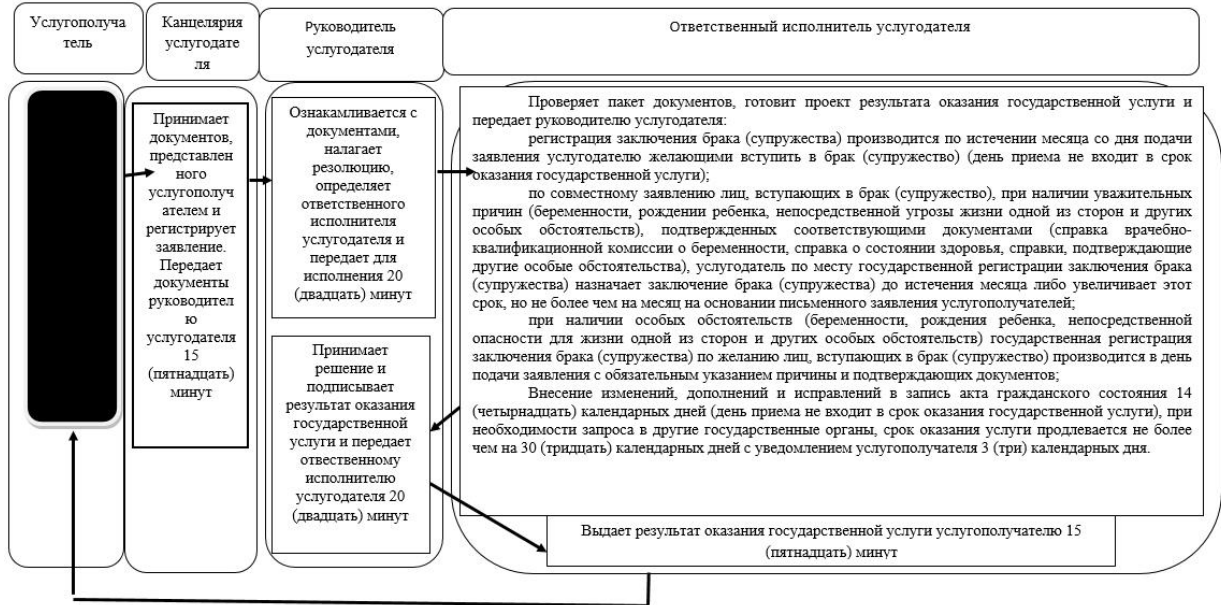 Услугополуча
тель
Канцелярия
услугодате
ля
Руководитель
услугодателя
Ответственный исполнитель услугодателя
Принимает
документов,
представлен
ного
услугополуч
ателем и
регистрирует
заявление.
Передает
документы
руководител
ю
услугодателя
15
(пятнадцать)
минут
Ознакамливается с
документами,
налагает
резолюцию,
определяет
ответственного
исполнителя
услугодателя и
передает для
исполнения 20
(двадцать) минут
Принимает
решение и
подписывает
результат оказания
государственной
услуги и передает
отвественному
исполнителю
услугодателя 20
(двадцать) минут
Проверяет пакет документов, готовит проект результата оказания государственной услуги и
передает руководителю услугодателя:
регистрация заключения брака (супружества) производится по истечении месяца со дня подачи
заявления услугодателю желающими вступить в брак (супружество) (день приема не входит в срок
оказания государственной услуги);
по совместному заявлению лиц, вступающих в брак (супружество), при наличии уважительных
причин (беременности, рождении ребенка, непосредственной угрозы жизни одной из сторон и других
особых обстоятельств), подтвержденных соответствующими документами (справка врачебно-
квалификационной комиссии о беременности, справка о состоянии здоровья, справки, подтверждающие
другие особые обстоятельства), услугодатель по месту государственной регистрации заключения брака
(супружества) назначает заключение брака (супружества) до истечения месяца либо увеличивает этот
срок, но не более чем на месяц на основании письменного заявления услугополучателей;
при наличии особых обстоятельств (беременности, рождения ребенка, непосредственной
опасности для жизни одной из сторон и других особых обстоятельств) государственная регистрация
заключения брака (супружества) по желанию лиц, вступающих в брак (супружество) производится в день
подачи заявления с обязательным указанием причины и подтверждающих документов;
Внесение изменений, дополнений и исправлений в запись акта гражданского состояния 14
(четырнадцать) календарных дней (день приема не входит в срок оказания государственной услуги), при
необходимости запроса в другие государственные органы, срок оказания услуги продлевается не более
чем на 30 (тридцать) календарных дней с уведомлением услугополучателя 3 (три) календарных дня.
Выдает результат оказания государственной услуги услугополучателю 15
(пятнадцать) минут